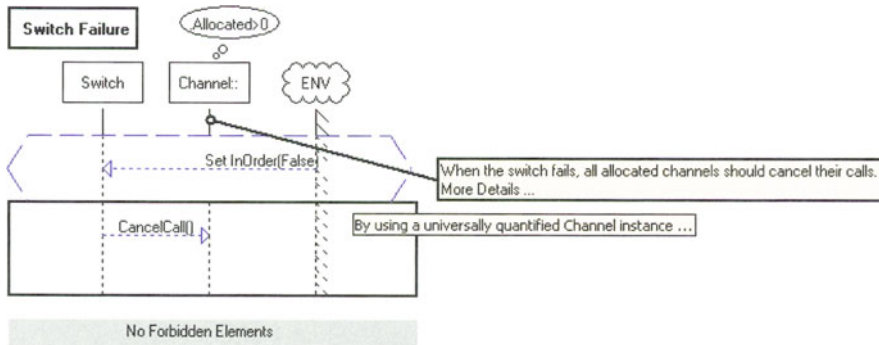 Switch Failure
.Allocated>0
Switch
Channel::
ENV
Set InOrder(False)
When the switch fails, all allocated channels should cancel their calls.
More Details ...
CancelCall()
By using a universally quantified Channel instance ...
No Forbidden Elements